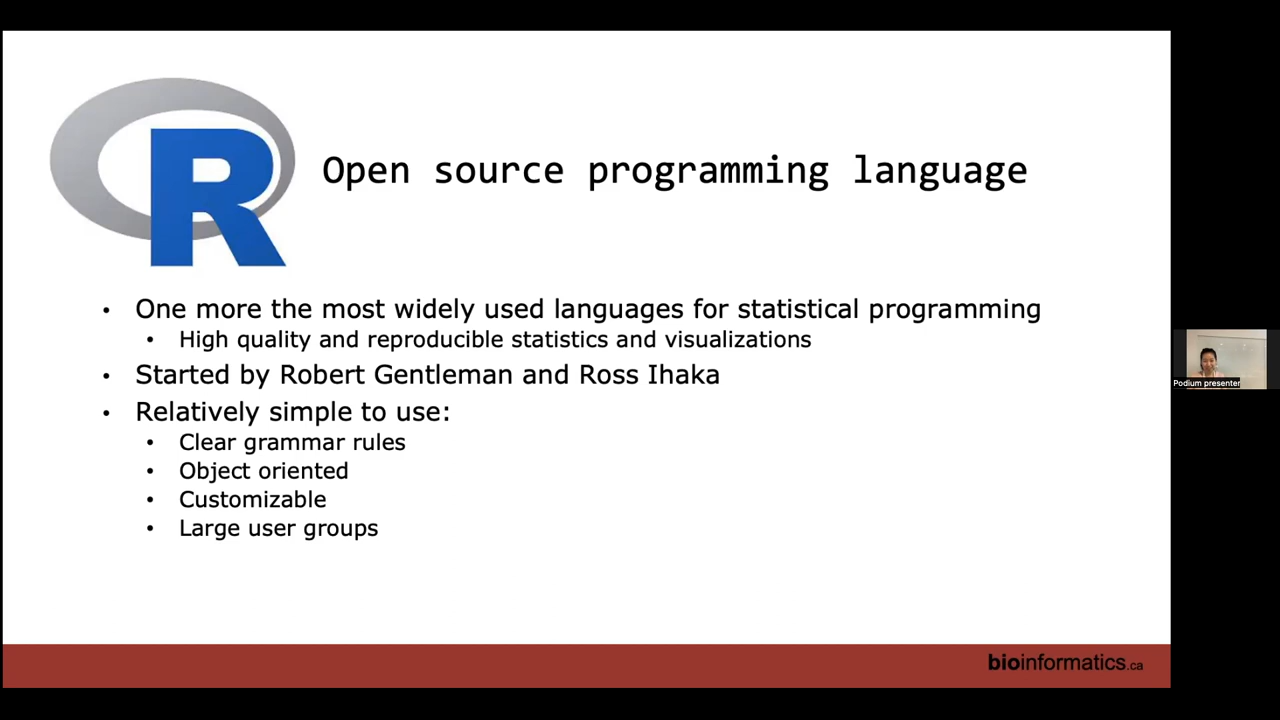 R
Open source programming language
• One more the most widely used languages for statistical programming
• High quality and reproducible statistics and visualizations
• Started by Robert Gentleman and Ross Ihaka
• Relatively simple to use:
• Clear grammar rules
• Object oriented
• Customizable
• Large user groups
Podium presenter
bioinformatics.ca